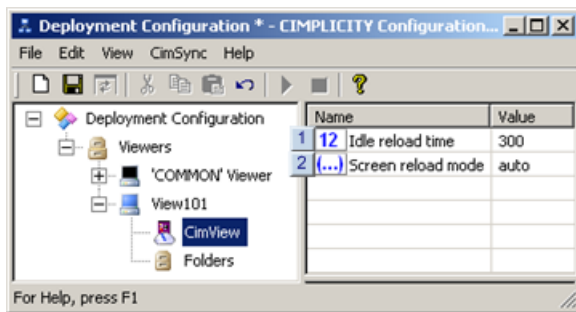 Deployment Configuration * - CIMPLICITY Configuration...
File Edit View CimSync Help
Deployment Configuration
Viewers
'COMMON' Viewer
View101
CimView
Folders
Name Value
1 12 Idle reload time 300
2 (...) Screen reload mode auto
For Help, press F1